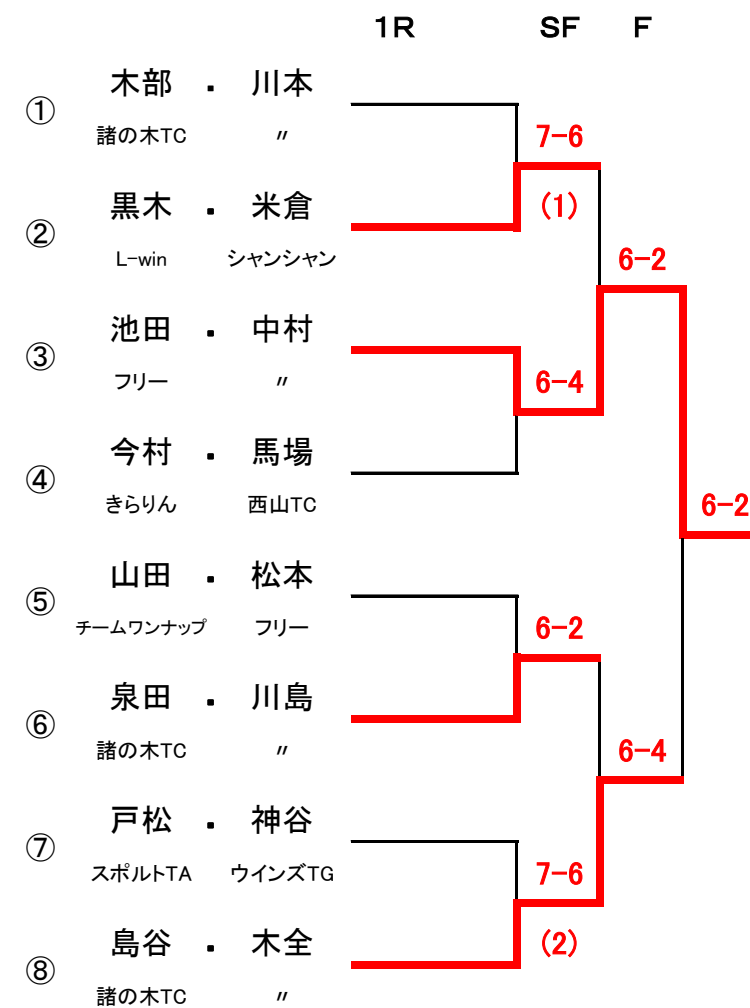 1R SF F
① 木部 . 川本
諸の木TC 〃
7-6
② 黒木 . 米倉
(1)
L-win シャンシャン
6-2
③ 池田 . 中村
フリー 〃
6-4
④ 今村 . 馬場
きらりん 西山TC
6-2
⑤ 山田 . 松本
チームワンナップ フリー
6-2
⑥ 泉田 . 川島
諸の木TC 〃
6-4
⑦ 戸松 . 神谷
スポルトTA ウインズTG
7-6
⑧ 島谷 . 木全
(2)
諸の木TC 〃